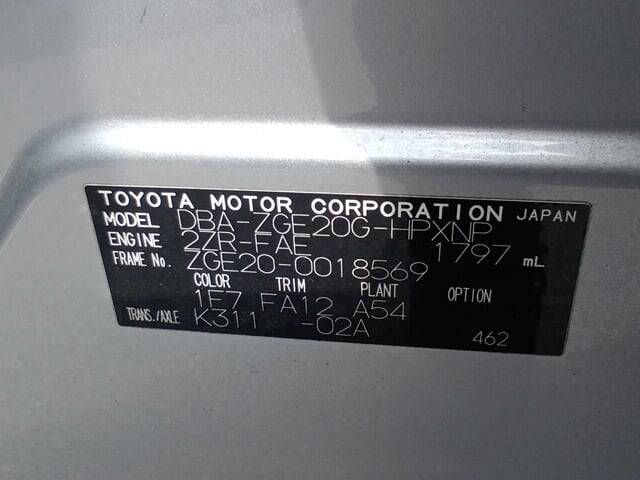 TOYOTA MOTOR CORPORATION JAPAN
MODEL DBA-ZGE20G-HPXNP
ENGINE 2ZR-FAE 1797 mL
FRAME No. ZGE20-0018569
COLOR TRIM PLANT OPTION
1F7 FA12 A54
TRANS./AXLE K311 -02A
462